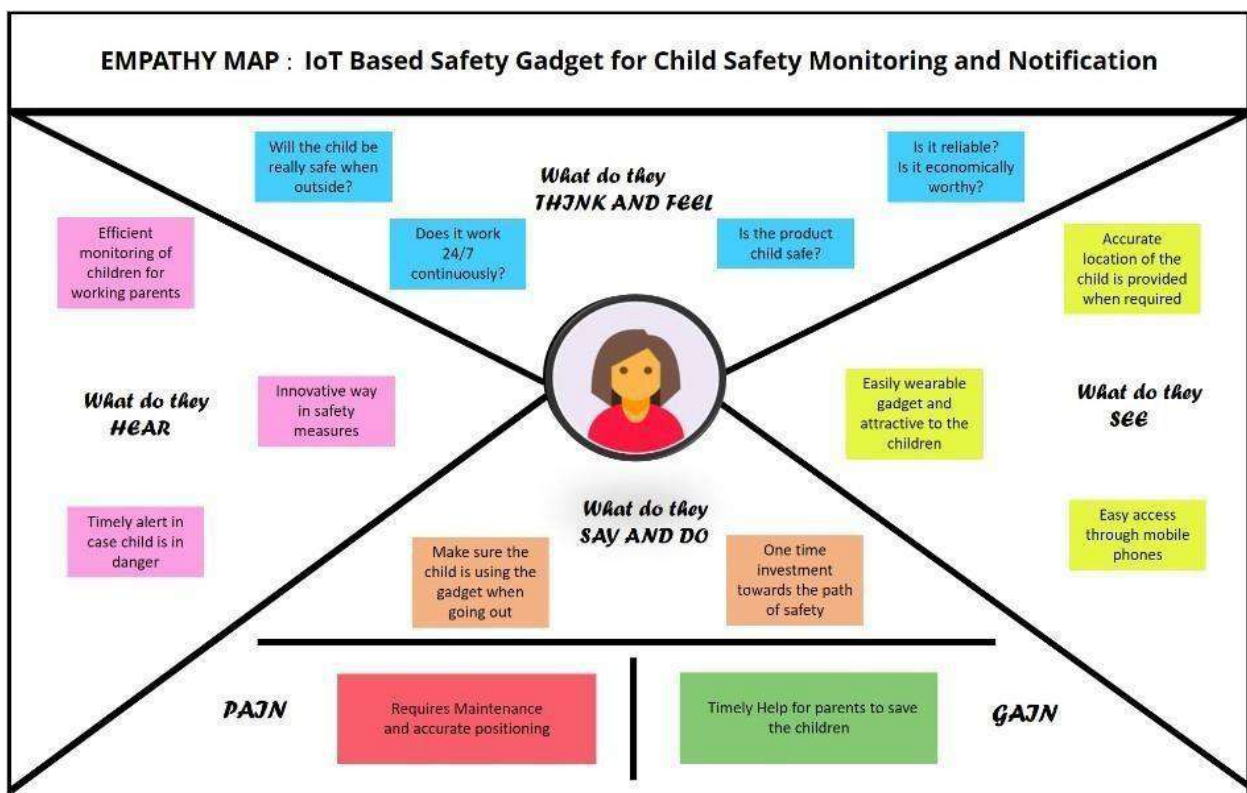 EMPATHY MAP : IoT Based Safety Gadget for Child Safety Monitoring and Notification
What do they
THINK AND FEEL
Will the child be
really safe when
outside?
Does it work
24/7
continuously?
Is the product
child safe?
Is it reliable?
Is it economically
worthy?
What do they
HEAR
Efficient
monitoring of
children for
working parents
Innovative way
in safety
measures
Timely alert in
case child is in
danger
What do they
SEE
Accurate
location of the
child is provided
when required
Easily wearable
gadget and
attractive to the
children
Easy access
through mobile
phones
What do they
SAY AND DO
Make sure the
child is using the
gadget when
going out
One time
investment
towards the path
of safety
PAIN
Requires Maintenance
and accurate positioning
Timely Help for parents to save
the children
GAIN